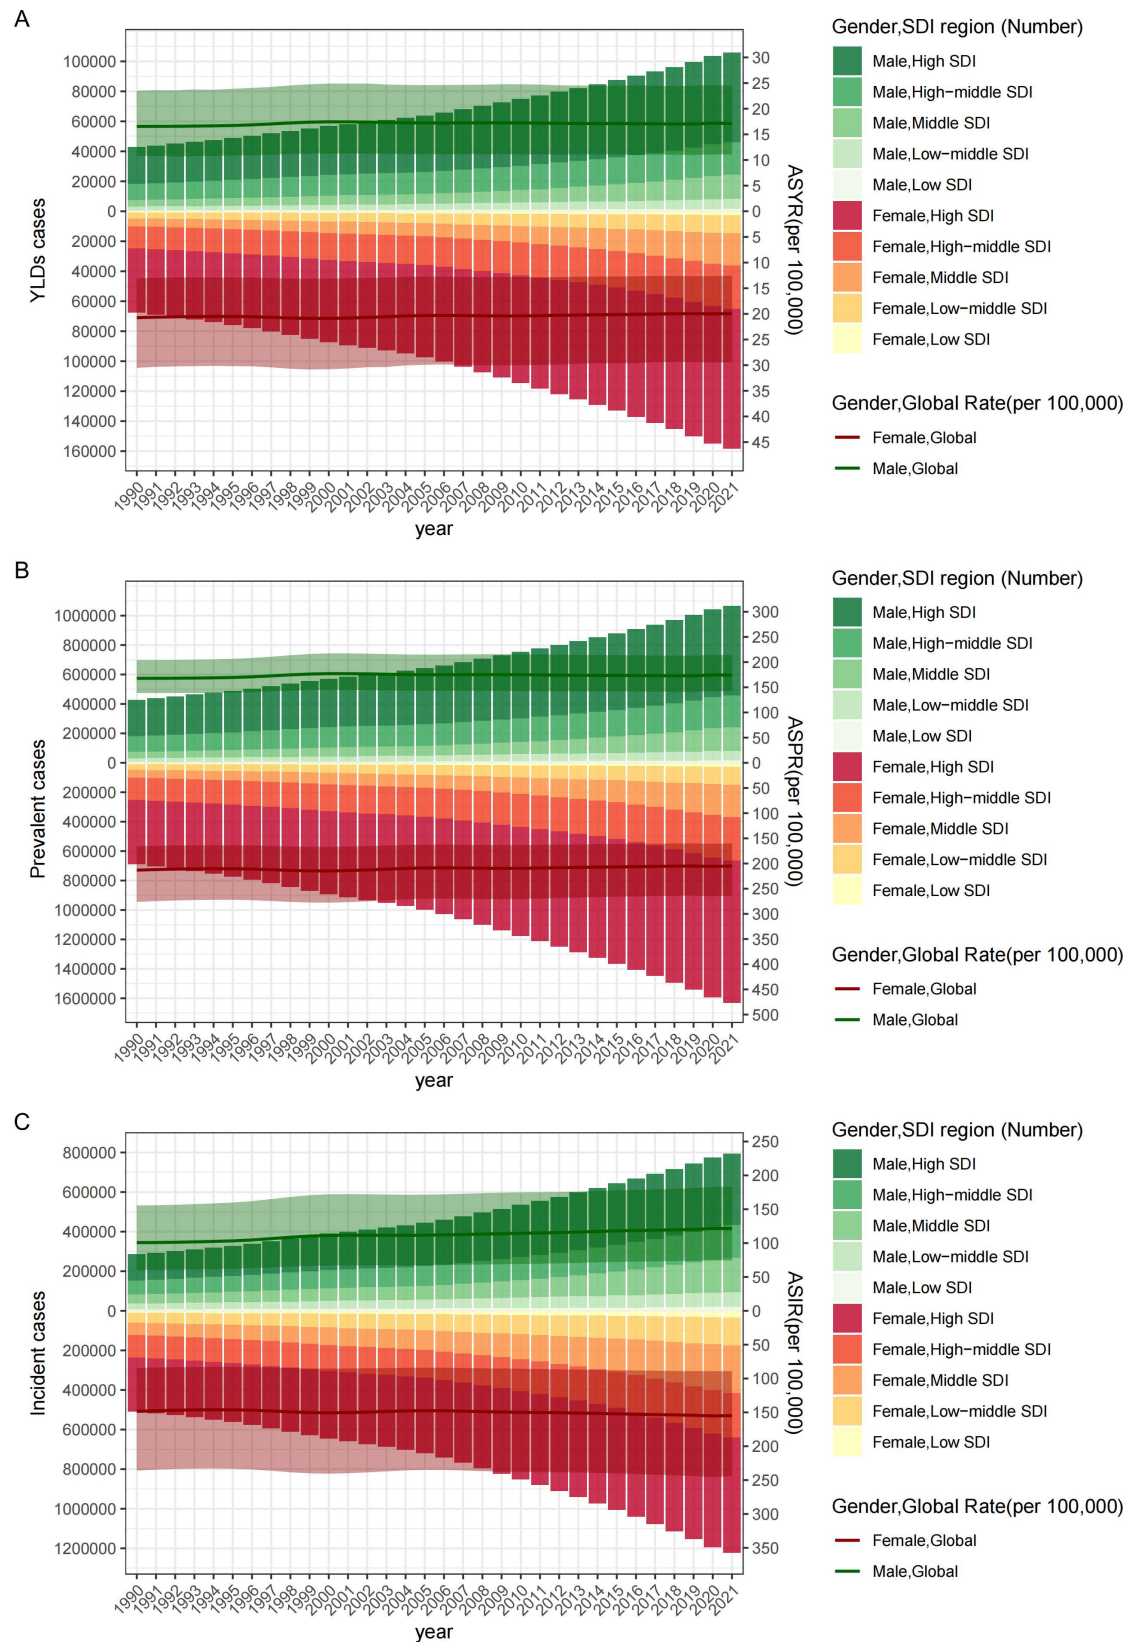 A
YLDs cases
100000
80000
60000
40000
20000
0
20000
40000
60000
80000
100000
120000
140000
160000
30
25
20
15
10
5
0
5
10
15
20
25
30
35
40
45
ASYR(per 100,000)
1990 1991 1992 1993 1994 1995 1996 1997 1998 1999 2000 2001 2002 2003 2004 2005 2006 2007 2008 2009 2010 2011 2012 2013 2014 2015 2016 2017 2018 2019 2020 2021
year
Gender,SDI region (Number)
Male,High SDI
Male,High−middle SDI
Male,Middle SDI
Male,Low−middle SDI
Male,Low SDI
Female,High SDI
Female,High−middle SDI
Female,Middle SDI
Female,Low−middle SDI
Female,Low SDI
Gender,Global Rate(per 100,000)
Female,Global
Male,Global
B
Prevalent cases
1000000
800000
600000
400000
200000
0
200000
400000
600000
800000
1000000
1200000
1400000
1600000
300
250
200
150
100
50
0
50
100
150
200
250
300
350
400
450
500
ASPR(per 100,000)
1990 1991 1992 1993 1994 1995 1996 1997 1998 1999 2000 2001 2002 2003 2004 2005 2006 2007 2008 2009 2010 2011 2012 2013 2014 2015 2016 2017 2018 2019 2020 2021
year
Gender,SDI region (Number)
Male,High SDI
Male,High−middle SDI
Male,Middle SDI
Male,Low−middle SDI
Male,Low SDI
Female,High SDI
Female,High−middle SDI
Female,Middle SDI
Female,Low−middle SDI
Female,Low SDI
Gender,Global Rate(per 100,000)
Female,Global
Male,Global
C
Incident cases
800000
600000
400000
200000
0
200000
400000
600000
800000
1000000
1200000
250
200
150
100
50
0
50
100
150
200
250
300
350
ASIR(per 100,000)
1990 1991 1992 1993 1994 1995 1996 1997 1998 1999 2000 2001 2002 2003 2004 2005 2006 2007 2008 2009 2010 2011 2012 2013 2014 2015 2016 2017 2018 2019 2020 2021
year
Gender,SDI region (Number)
Male,High SDI
Male,High−middle SDI
Male,Middle SDI
Male,Low−middle SDI
Male,Low SDI
Female,High SDI
Female,High−middle SDI
Female,Middle SDI
Female,Low−middle SDI
Female,Low SDI
Gender,Global Rate(per 100,000)
Female,Global
Male,Global